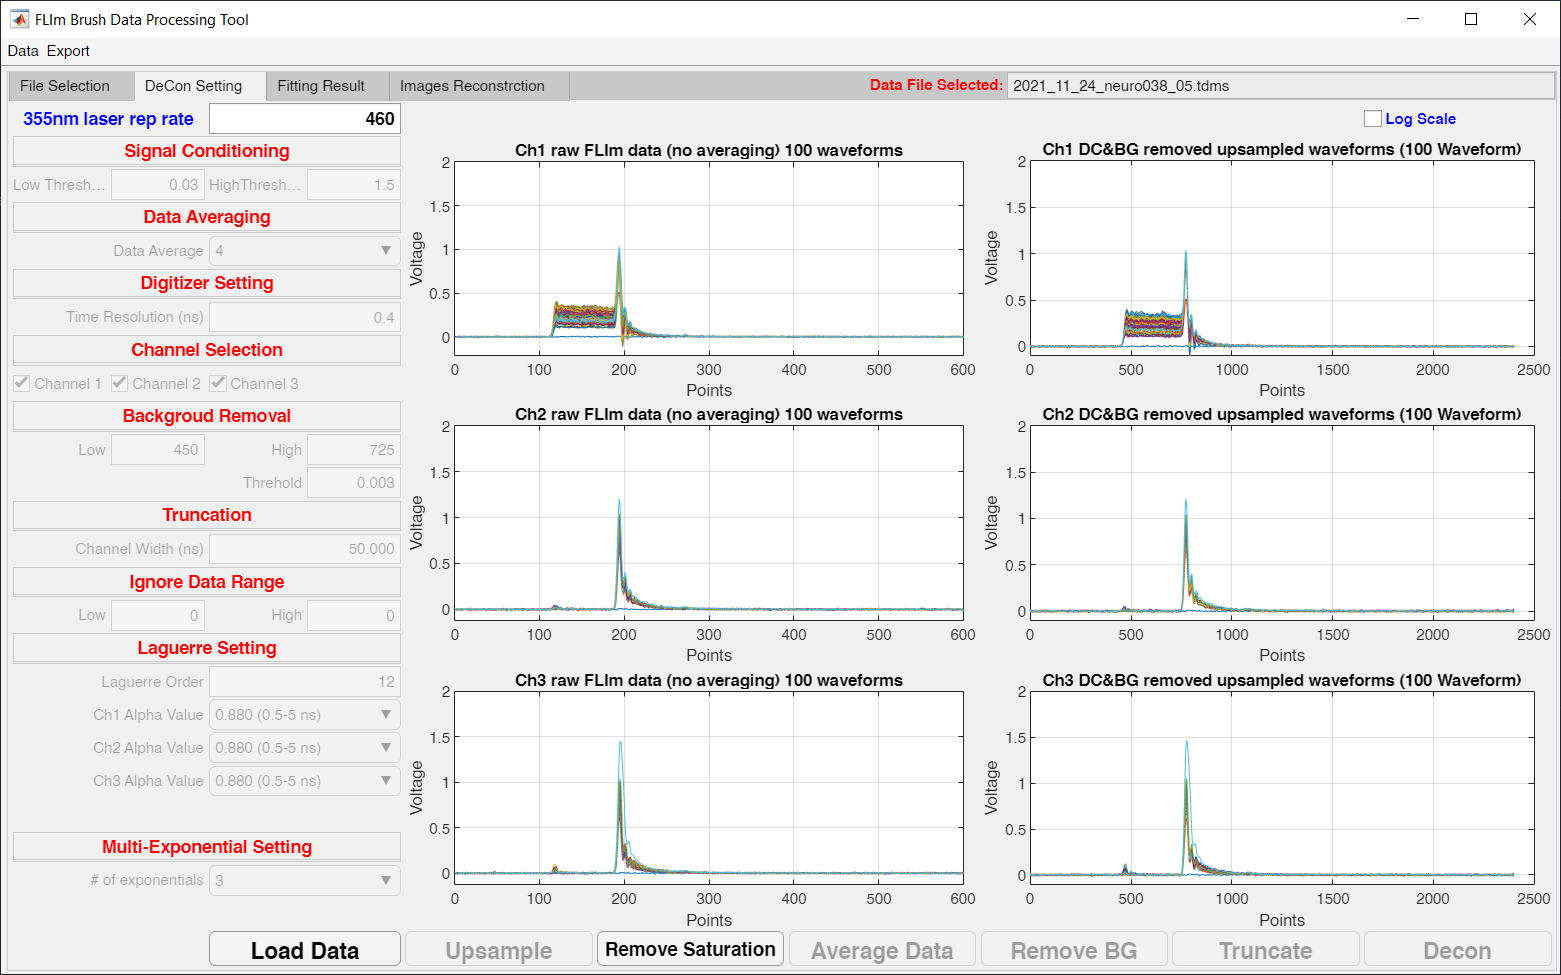 FLIm Brush Data Processing Tool
Data Export
File Selection DeCon Setting Fitting Result Images Reconstrction Data File Selected: 2021_11_24_neuro038_05.tdms
355nm laser rep rate 460
Log Scale
Signal Conditioning
Low Thresh... 0.03 HighThresh... 1.5
Data Averaging
Data Average 4
Digitizer Setting
Time Resolution (ns) 0.4
Channel Selection
Channel 1 Channel 2 Channel 3
Backgroud Removal
Low 450 High 725
Threhold 0.003
Truncation
Channel Width (ns) 50.000
Ignore Data Range
Low 0 High 0
Laguerre Setting
Laguerre Order 12
Ch1 Alpha Value 0.880 (0.5-5 ns)
Ch2 Alpha Value 0.880 (0.5-5 ns)
Ch3 Alpha Value 0.880 (0.5-5 ns)
Multi-Exponential Setting
# of exponentials 3
Ch1 raw FLIm data (no averaging) 100 waveforms
2
1.5
1
0.5
0
Voltage
0 100 200 300 400 500 600
Points
Ch1 DC&BG removed upsampled waveforms (100 Waveform)
2
1.5
1
0.5
0
Voltage
0 500 1000 1500 2000 2500
Points
Ch2 raw FLIm data (no averaging) 100 waveforms
2
1.5
1
0.5
0
Voltage
0 100 200 300 400 500 600
Points
Ch2 DC&BG removed upsampled waveforms (100 Waveform)
2
1.5
1
0.5
0
Voltage
0 500 1000 1500 2000 2500
Points
Ch3 raw FLIm data (no averaging) 100 waveforms
2
1.5
1
0.5
0
Voltage
0 100 200 300 400 500 600
Points
Ch3 DC&BG removed upsampled waveforms (100 Waveform)
2
1.5
1
0.5
0
Voltage
0 500 1000 1500 2000 2500
Points
Load Data Upsample Remove Saturation Average Data Remove BG Truncate Decon